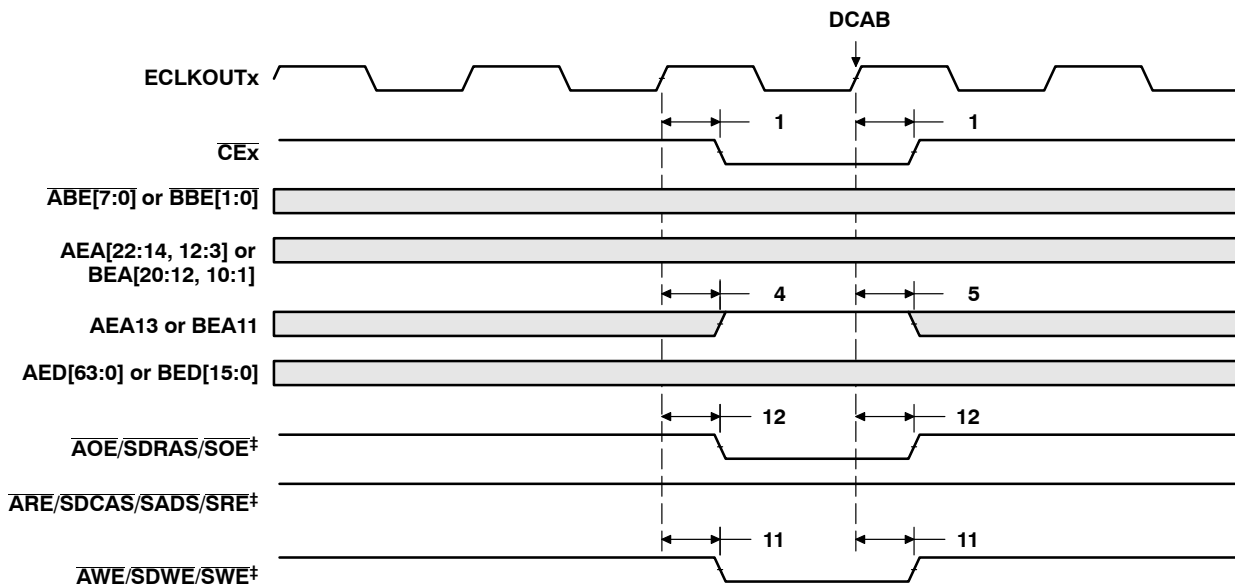 DCAB
ECLKOUTx
1 1
CEx
ABE[7:0] or BBE[1:0]
AEA[22:14, 12:3] or
BEA[20:12, 10:1]
4 5
AEA13 or BEA11
AED[63:0] or BED[15:0]
12 12
AOE/SDRAS/SOE‡
ARE/SDCAS/SADS/SRE‡
11 11
AWE/SDWE/SWE‡